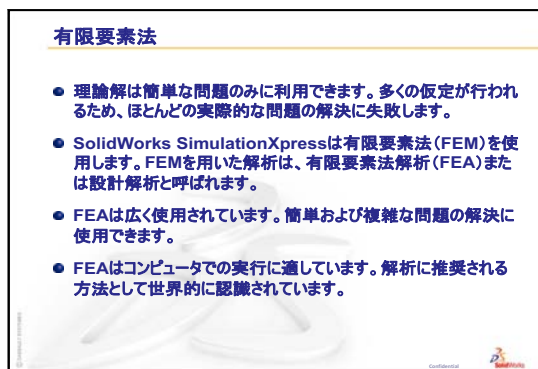 有限要素法
理論解は簡単な問題のみに利用できます。多くの仮定が行われ
るため、ほとんどの実際的な問題の解決に失敗します。
SolidWorks SimulationXpressは有限要素法（FEM）を使
用します。FEMを用いた解析は、有限要素法解析（FEA）また
は設計解析と呼ばれます。
FEAは広く使用されています。簡単および複雑な問題の解決に
使用できます。
FEAはコンピュータでの実行に適しています。解析に推奨される
方法として世界的に認識されています。
Confidential
SolidWorks